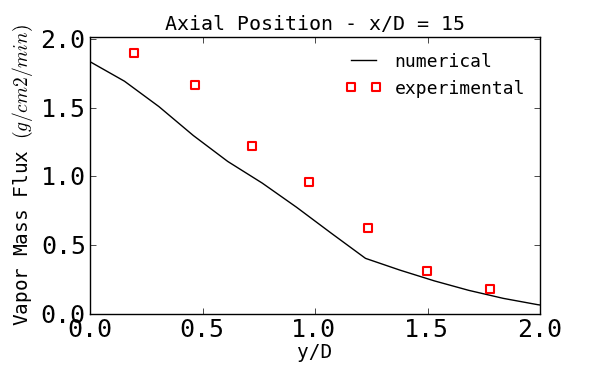 Axial Position - x/D = 15
Vapor Mass Flux (g/cm2/min)
2.0
1.5
1.0
0.5
0.0
numerical
experimental
0.0 0.5 1.0 1.5 2.0
y/D